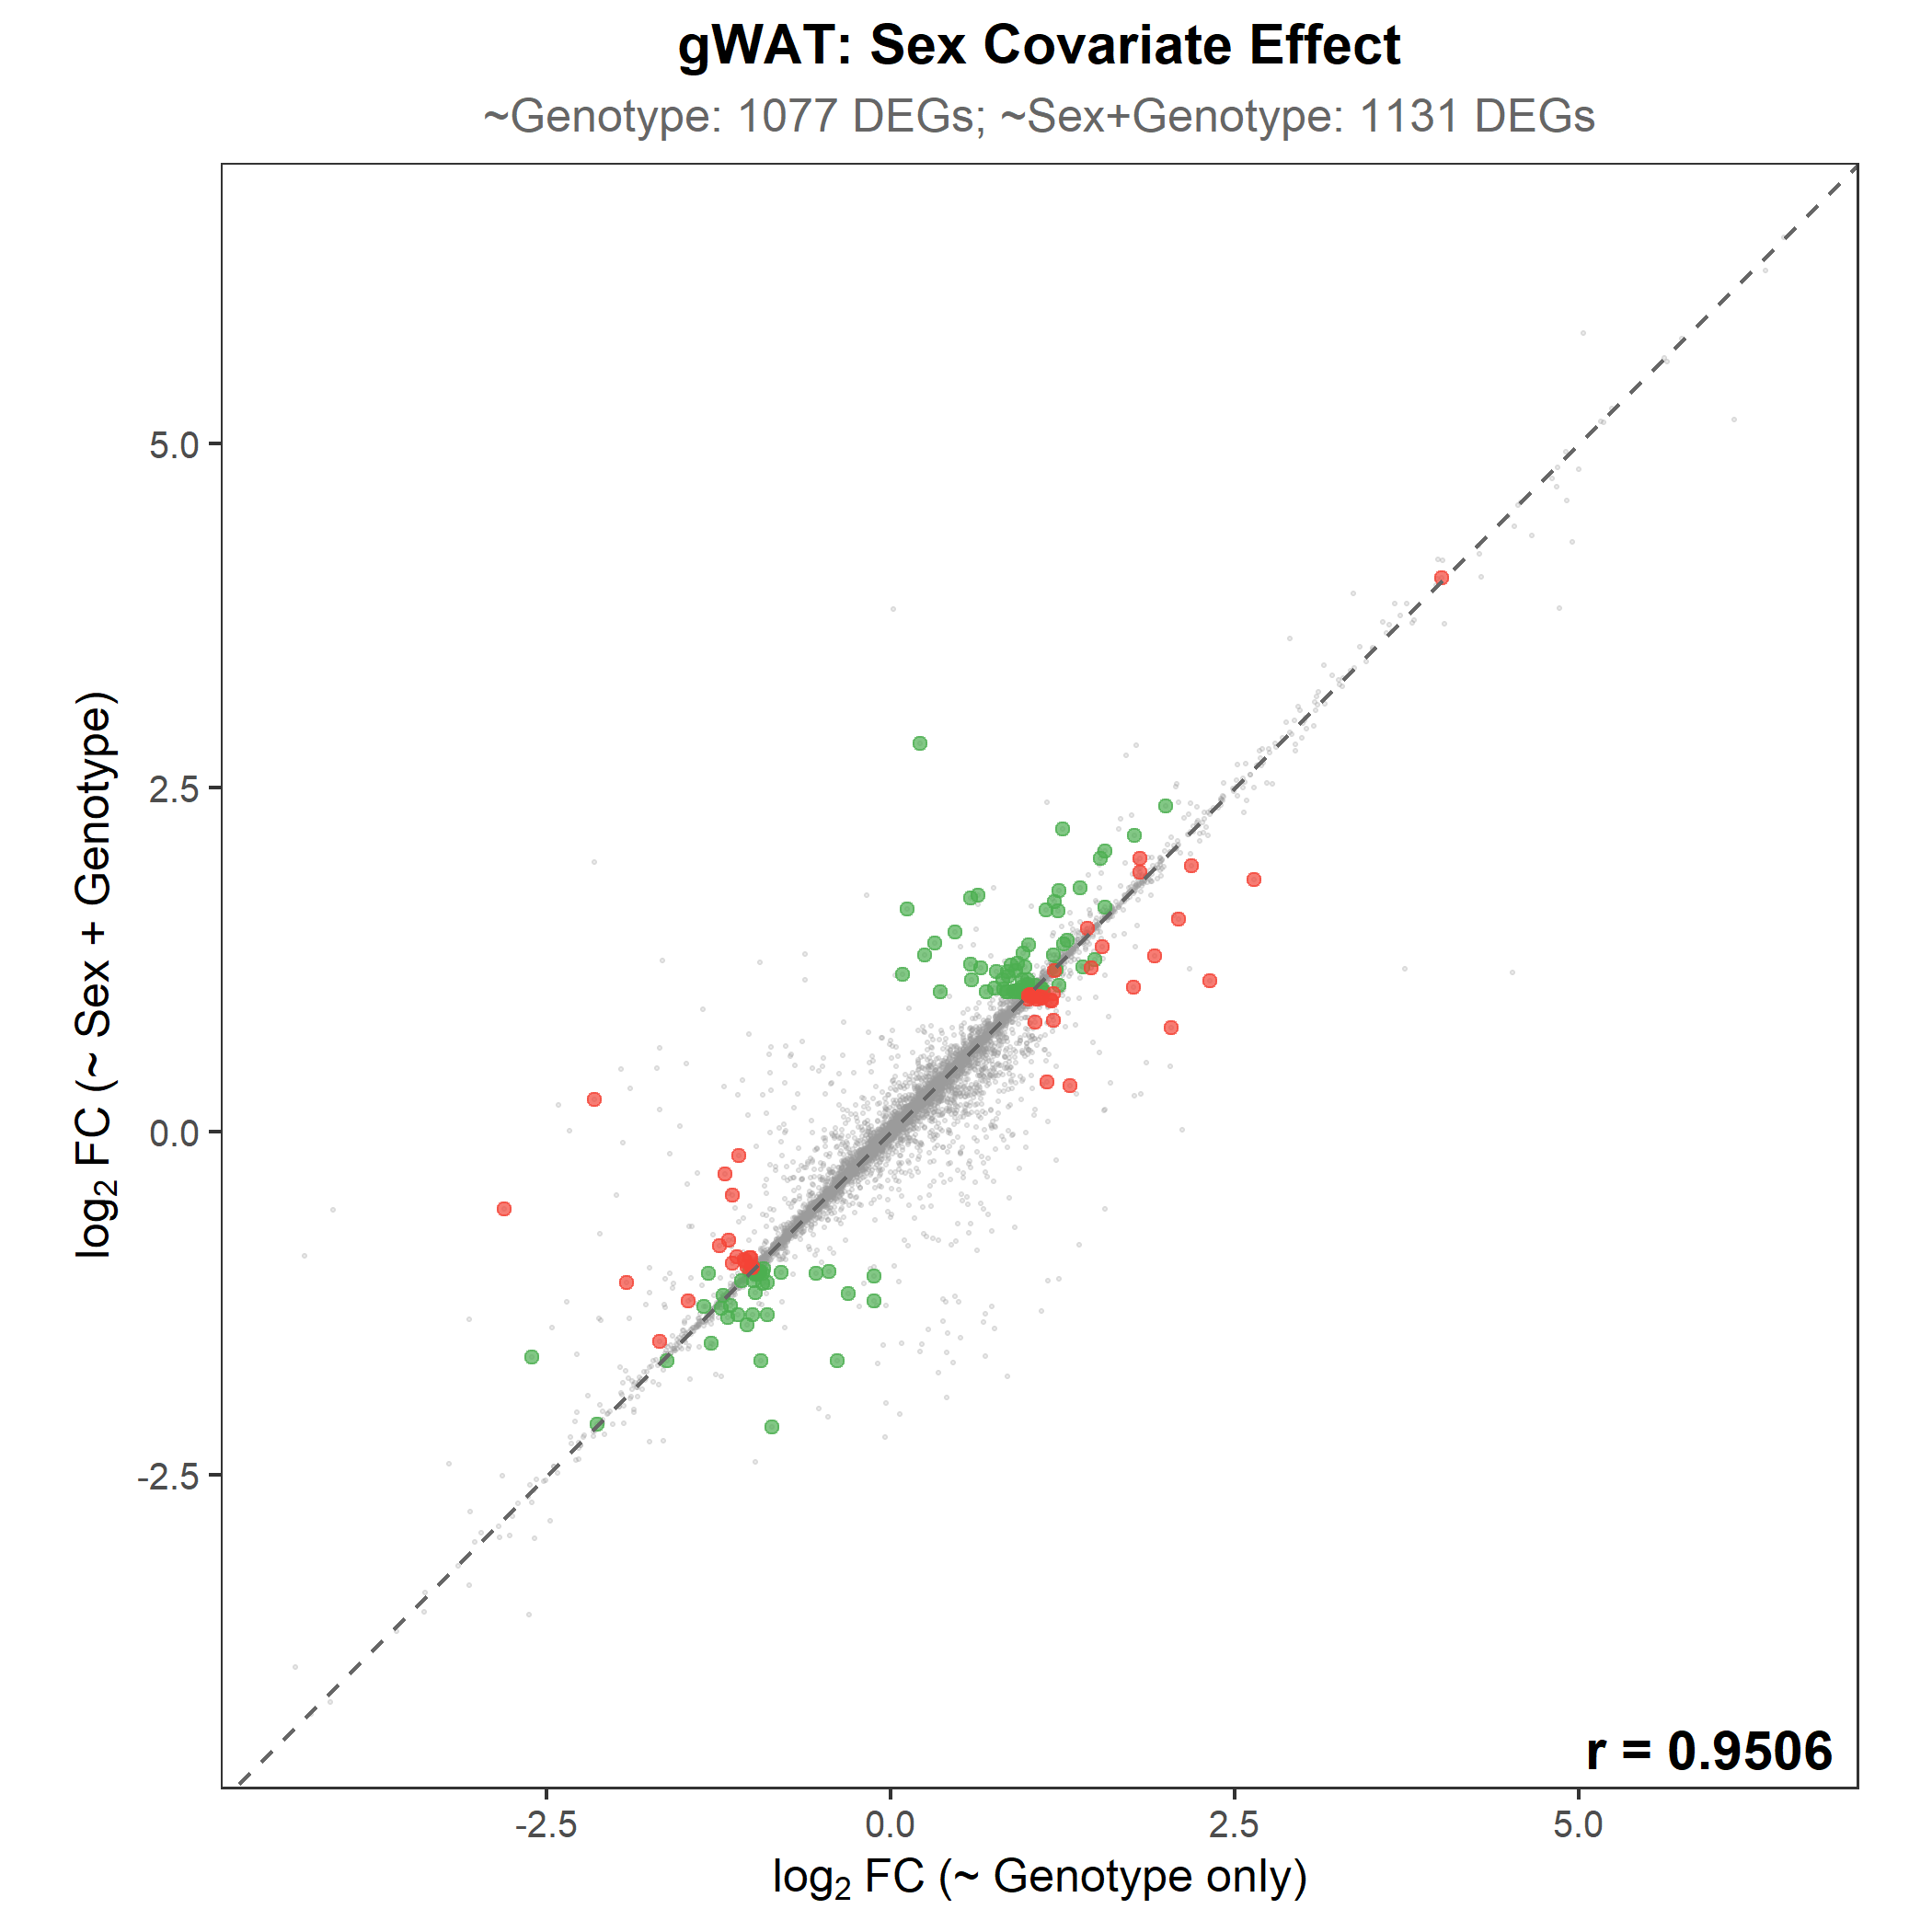 gWAT: Sex Covariate Effect
~Genotype: 1077 DEGs; ~Sex+Genotype: 1131 DEGs
log₂ FC (~ Sex + Genotype)
5.0
2.5
0.0
-2.5
r = 0.9506
-2.5 0.0 2.5 5.0
log₂ FC (~ Genotype only)